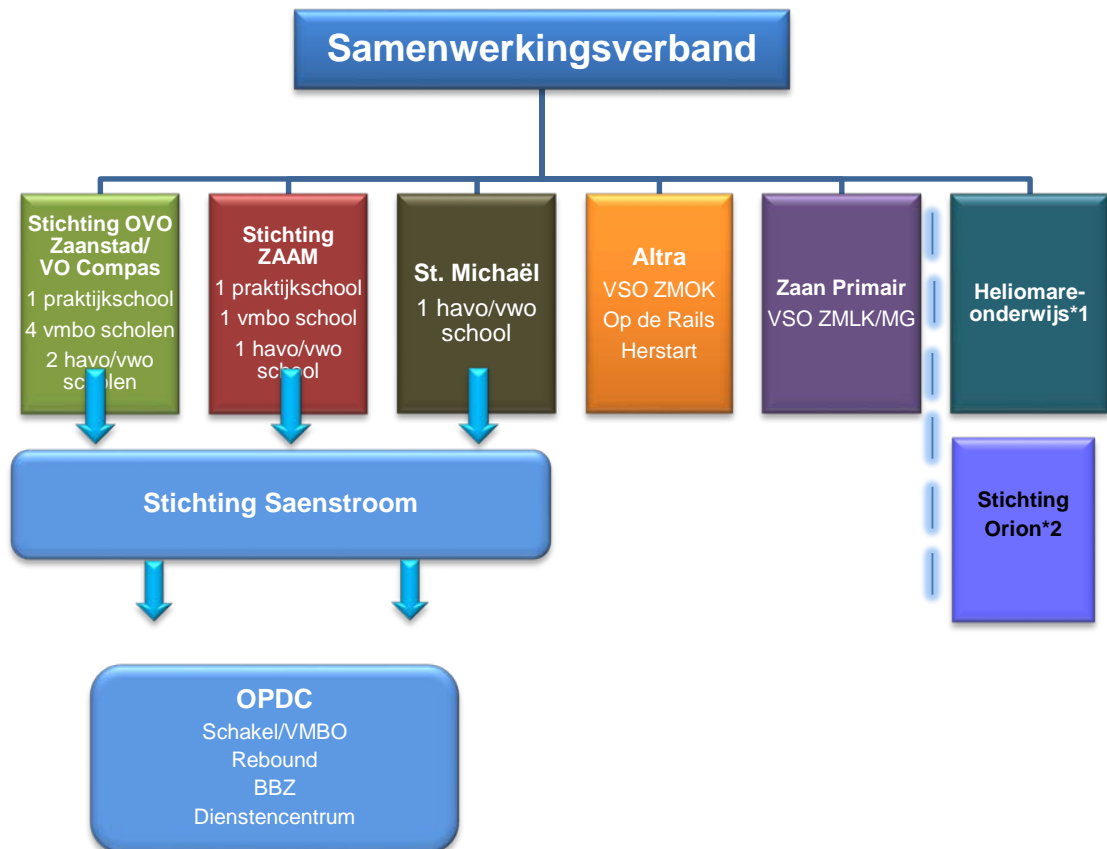 Samenwerkingsverband
Stichting OVO
Zaanstad/
VO Compas
1 praktijkschool
4 vmbo scholen
2 havo/vwo
scholen
Stichting
ZAAM
1 praktijkschool
1 vmbo school
1 havo/vwo
school
St. Michaël
1 havo/vwo
school
Altra
VSO ZMOK
Op de Rails
Herstart
Zaan Primair
VSO ZMLK/MG
Heliomare-
onderwijs*1
Stichting
Orion*2
Stichting Saenstroom
OPDC
Schakel/VMBO
Rebound
BBZ
Dienstencentrum